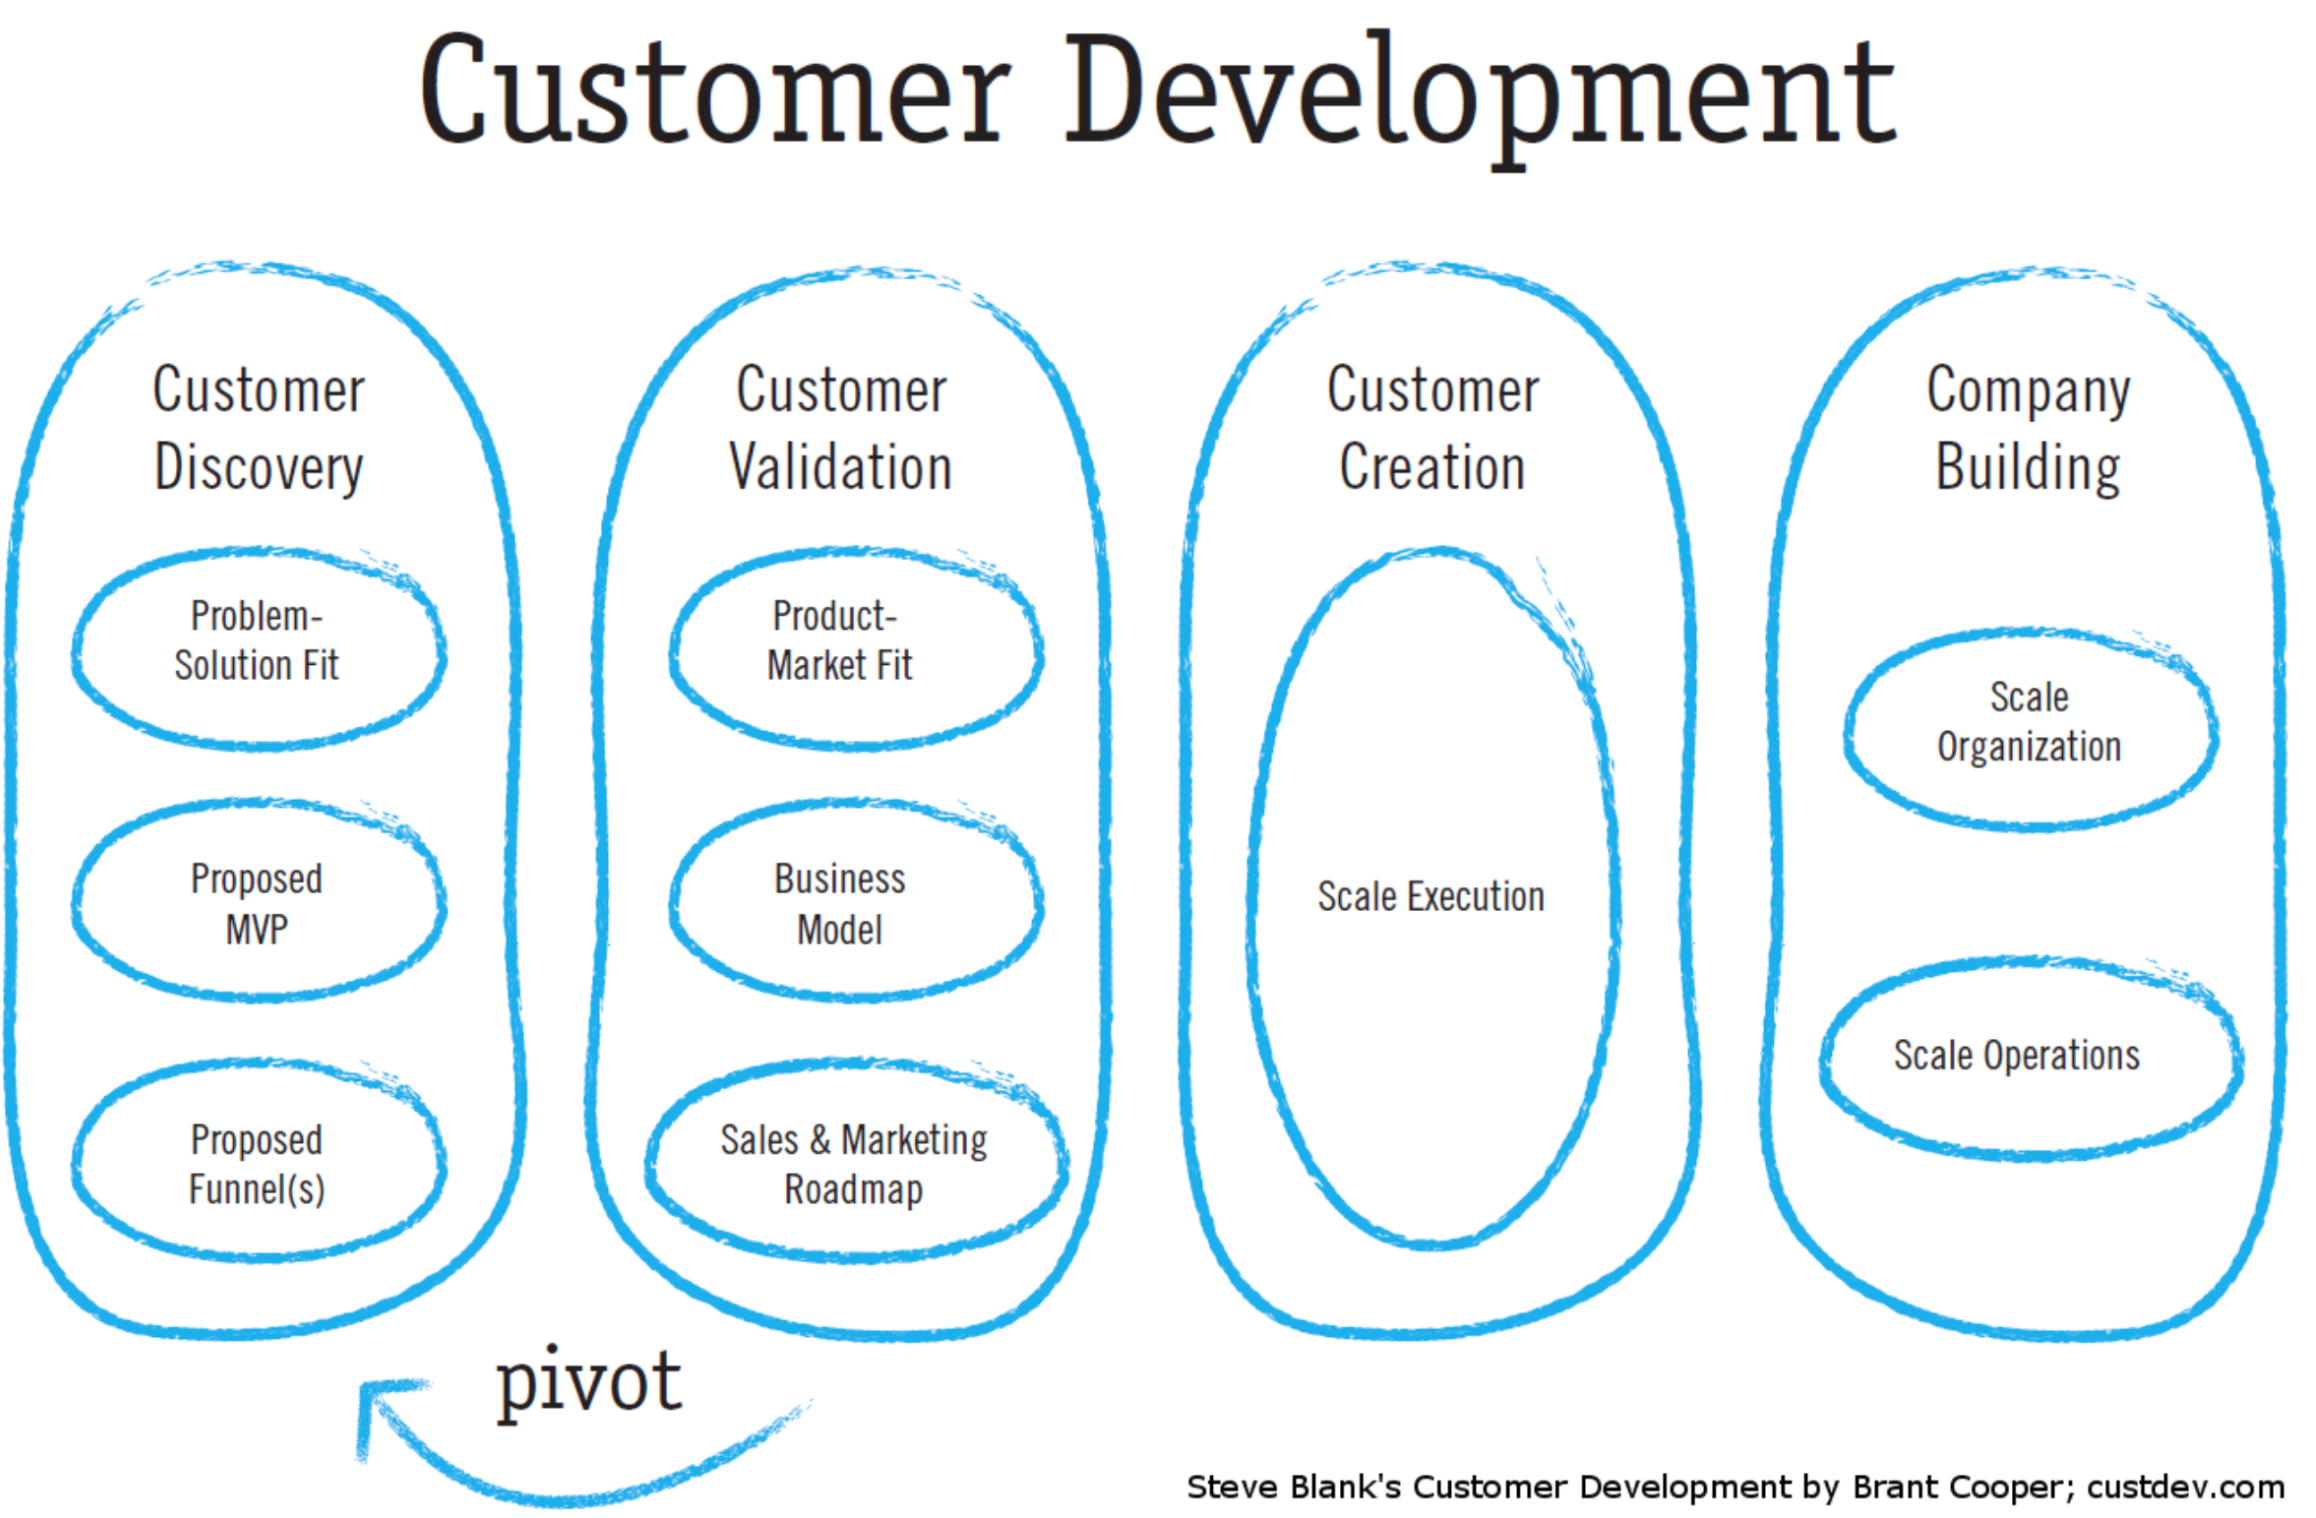 Customer Development
Customer
Discovery
Problem-
Solution Fit
Proposed
MVP
Proposed
Funnel(s)
Customer
Validation
Product-
Market Fit
Business
Model
Sales & Marketing
Roadmap
Customer
Creation
Scale Execution
Company
Building
Scale
Organization
Scale Operations
pivot
Steve Blank's Customer Development by Brant Cooper; custdev.com